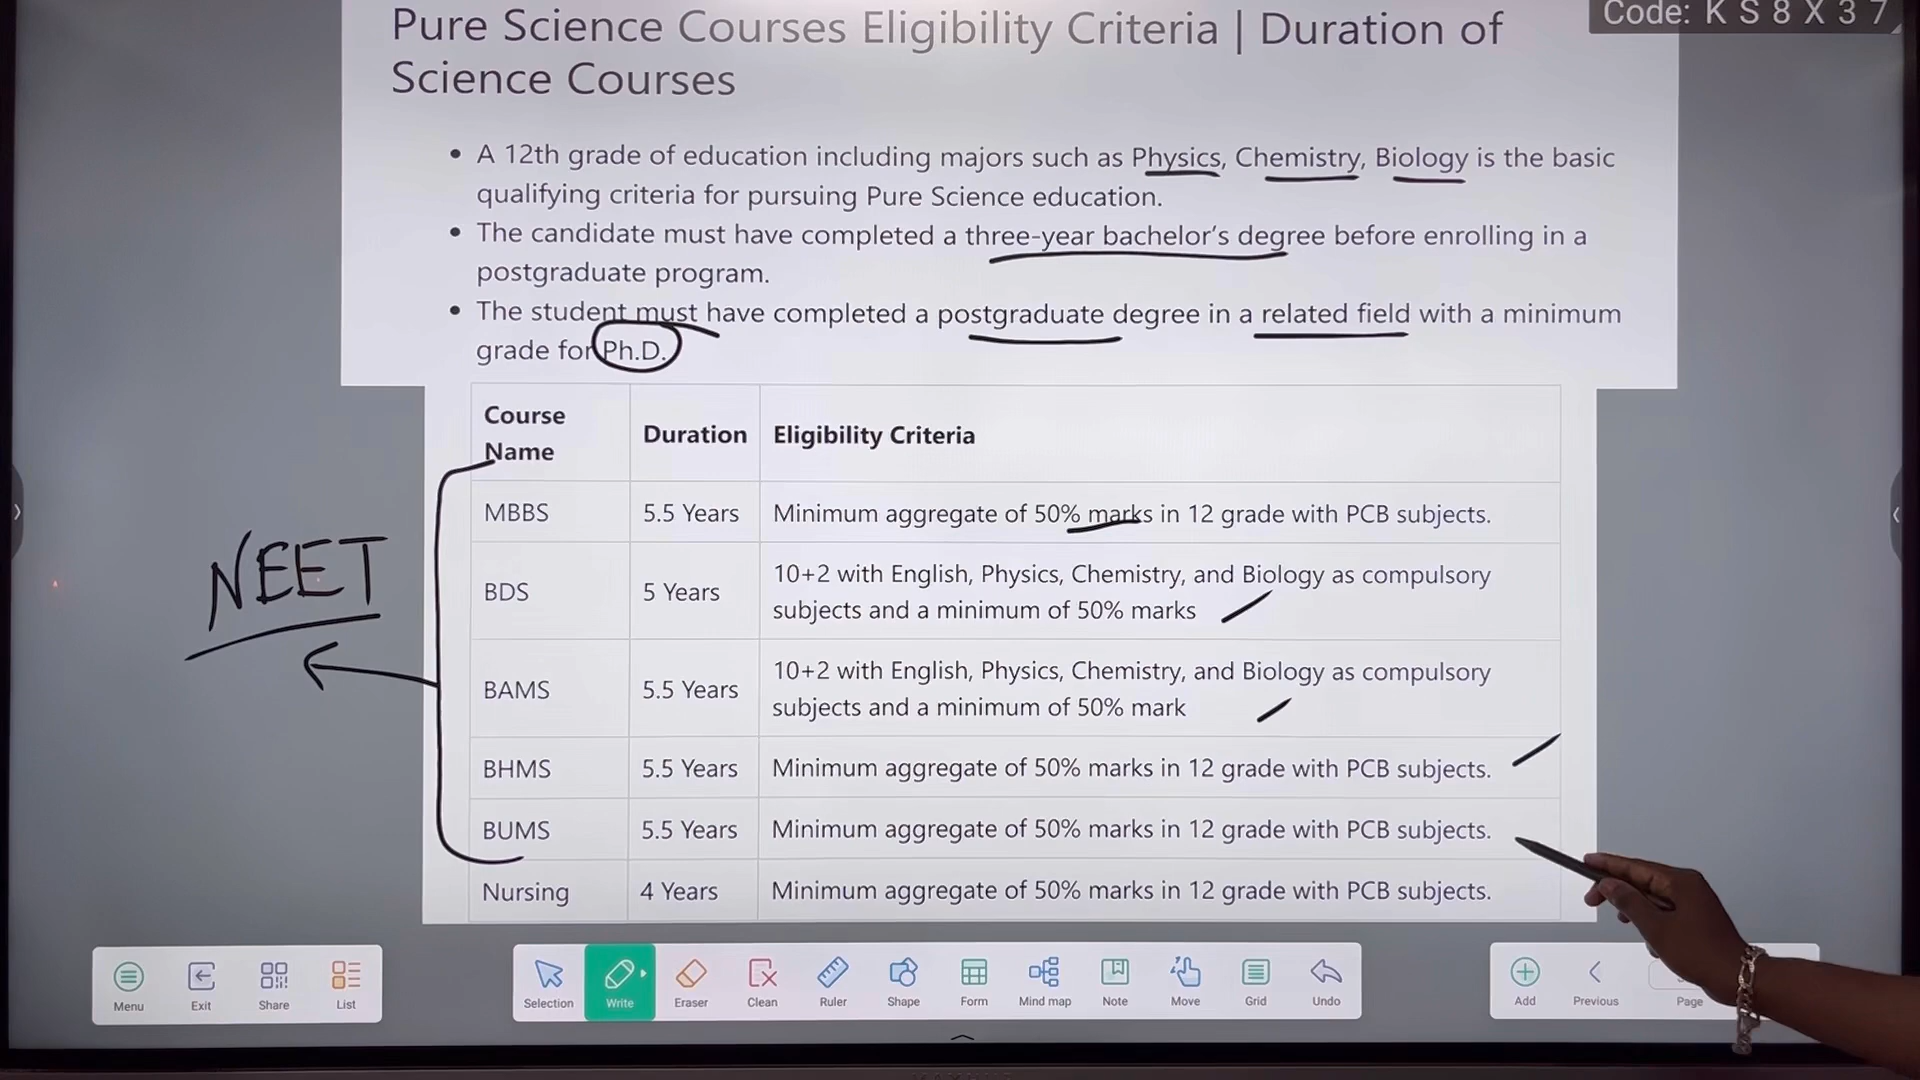 Code: K S 8 X 3 7
Pure Science Courses Eligibility Criteria | Duration of
Science Courses
• A 12th grade of education including majors such as Physics, Chemistry, Biology is the basic
qualifying criteria for pursuing Pure Science education.
• The candidate must have completed a three-year bachelor's degree before enrolling in a
postgraduate program.
• The student must have completed a postgraduate degree in a related field with a minimum
grade for Ph.D.
Course
Name
Duration
Eligibility Criteria
MBBS
5.5 Years
Minimum aggregate of 50% marks in 12 grade with PCB subjects.
BDS
5 Years
10+2 with English, Physics, Chemistry, and Biology as compulsory
subjects and a minimum of 50% marks
BAMS
5.5 Years
10+2 with English, Physics, Chemistry, and Biology as compulsory
subjects and a minimum of 50% mark
BHMS
5.5 Years
Minimum aggregate of 50% marks in 12 grade with PCB subjects.
BUMS
5.5 Years
Minimum aggregate of 50% marks in 12 grade with PCB subjects.
Nursing
4 Years
Minimum aggregate of 50% marks in 12 grade with PCB subjects.
NEET
Menu
Exit
Share
List
Selection
Write
Eraser
Clean
Ruler
Shape
Form
Mind map
Note
Move
Grid
Undo
Add
Previous
Page